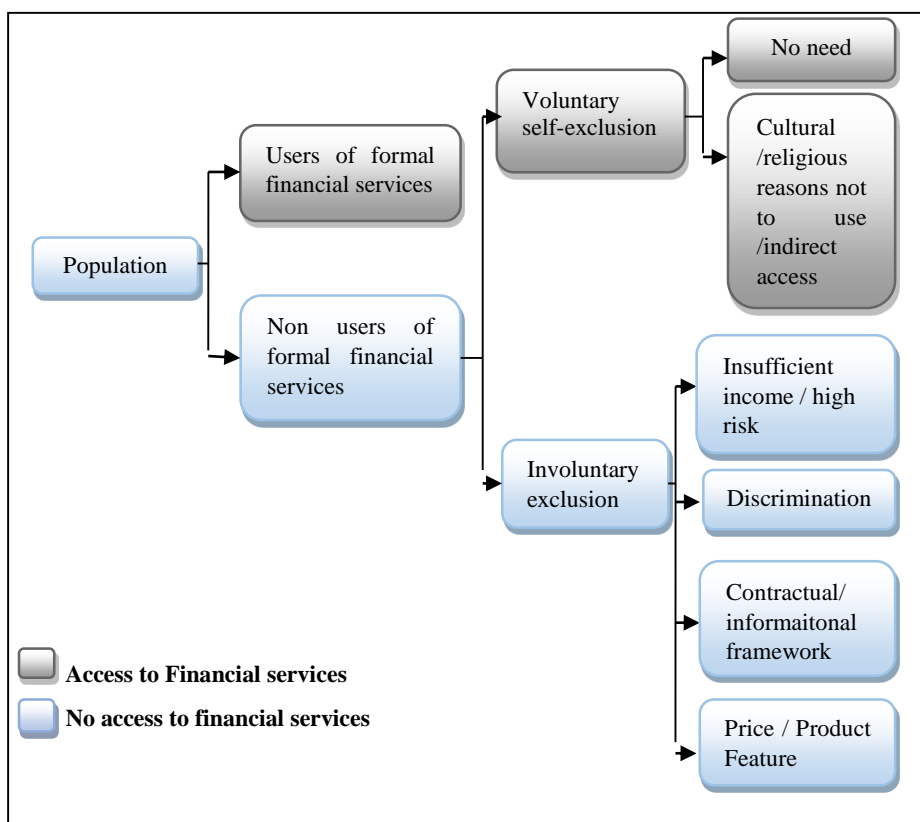 No need
Voluntary
self-exclusion
Cultural
/religious
reasons not
to use
/indirect
access
Users of formal
financial services
Population
Non users of
formal financial
services
Insufficient
income / high
risk
Involuntary
exclusion
Discrimination
Contractual/
informaitonal
framework
Price / Product
Feature
Access to Financial services
No access to financial services